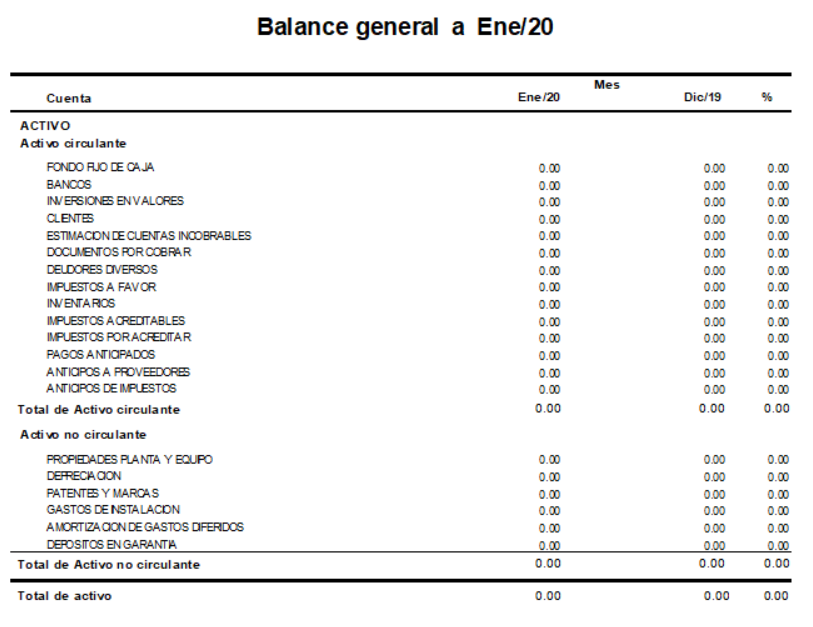 Balance general a Ene/20
Mes
Cuenta Ene/20 Dic/19 %
ACTIVO
Activo circulante
FONDO FIJO DE CAJA 0.00 0.00 0.00
BANCOS 0.00 0.00 0.00
INVERSIONES EN VALORES 0.00 0.00 0.00
CLIENTES 0.00 0.00 0.00
ESTIMACION DE CUENTAS INCOBRABLES 0.00 0.00 0.00
DOCUMENTOS POR COBRAR 0.00 0.00 0.00
DEUDORES DIVERSOS 0.00 0.00 0.00
IMPUESTOS A FAVOR 0.00 0.00 0.00
INVENTARIOS 0.00 0.00 0.00
IMPUESTOS ACREDITABLES 0.00 0.00 0.00
IMPUESTOS POR ACREDITAR 0.00 0.00 0.00
PAGOS ANTICIPADOS 0.00 0.00 0.00
ANTICIPOS A PROVEEDORES 0.00 0.00 0.00
ANTICIPOS DE IMPUESTOS 0.00 0.00 0.00
Total de Activo circulante 0.00 0.00 0.00
Activo no circulante
PROPIEDADES PLANTA Y EQUIPO 0.00 0.00 0.00
DEPRECIACION 0.00 0.00 0.00
PATENTES Y MARCAS 0.00 0.00 0.00
GASTOS DE INSTALACION 0.00 0.00 0.00
AMORTIZACION DE GASTOS DIFERIDOS 0.00 0.00 0.00
DEPOSITOS EN GARANTIA 0.00 0.00 0.00
Total de Activo no circulante 0.00 0.00 0.00
Total de activo 0.00 0.00 0.00